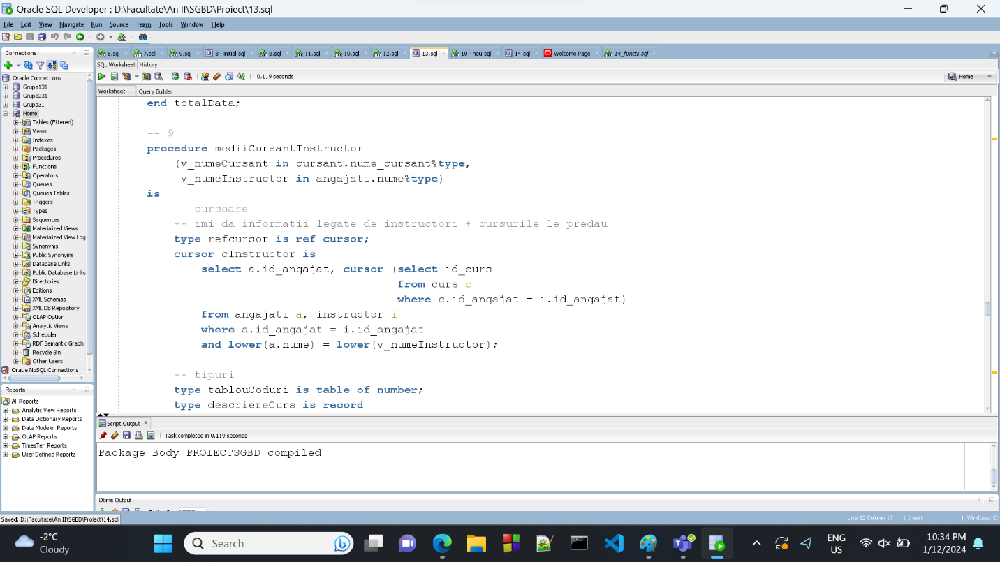 Oracle SQL Developer : D:\Facultate\An II\SGBD\Proiect\13.sql
File Edit View Navigate Run Source Team Tools Window Help
Connections
Oracle Connections
Grupa131
Grupa231
Grupa31
Home
Tables (Filtered)
Views
Indexes
Packages
Procedures
Functions
Operators
Queues
Queues Tables
Triggers
Types
Sequences
Materialized Views
Materialized View Log
Synonyms
Public Synonyms
Database Links
Public Database Links
Directories
Editions
XML Schemas
XML DB Repository
OLAP Option
Analytic Views
Scheduler
RDF Semantic Graph
Recycle Bin
Other Users
Oracle NoSQL Connections
Reports
All Reports
Analytic View Reports
Data Dictionary Reports
Data Modeler Reports
OLAP Reports
TimesTen Reports
User Defined Reports
6.sql 7.sql 9.sql 8 - initial.sql 8.sql 11.sql 10.sql 12.sql 13.sql 10 - nou.sql 14.sql Welcome Page 14_functii.sql
SQL Worksheet History
0.119 seconds
Home
Worksheet Query Builder
end totalData;
-- 9
procedure mediiCursantInstructor
(v_numeCursant in cursant.nume_cursant%type,
v_numeInstructor in angajati.nume%type)
is
-- cursoare
-- imi da informatii legate de instructori + cursurile le predau
type refcursor is ref cursor;
cursor cInstructor is
select a.id_angajat, cursor (select id_curs
from curs c
where c.id_angajat = i.id_angajat)
from angajati a, instructor i
where a.id_angajat = i.id_angajat
and lower(a.nume) = lower(v_numeInstructor);
-- tipuri
type tablouCoduri is table of number;
type descriereCurs is record
Script Output
Task completed in 0.119 seconds
Package Body PROIECTSGBD compiled
Dbms Output
Saved: D:\Facultate\An II\SGBD\Proiect\14.sql
Line 32 Column 17
Insert
Windows:
-2°C
Cloudy
Search
ENG
US
10:34 PM
1/12/2024